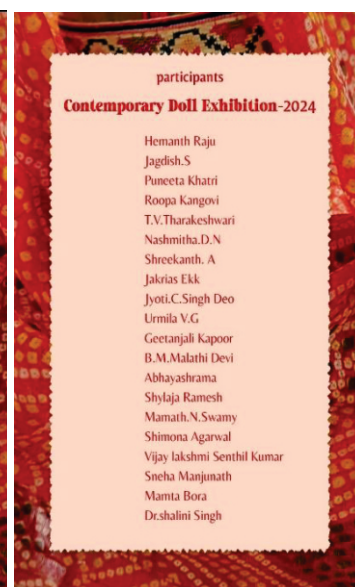 participants
Contemporary Doll Exhibition-2024
Hemanth Raju
Jagdish.S
Puneeta Khatri
Roopa Kangovi
T.V.Tharakeshwari
Nashmitha.D.N
Shreekanth. A
Jakrias Ekk
Jyoti.C.Singh Deo
Urmila V.G
Geetanjali Kapoor
B.M.Malathi Devi
Abhayashrama
Shylaja Ramesh
Mamath.N.Swamy
Shimona Agarwal
Vijay lakshmi Senthil Kumar
Sneha Manjunath
Mamta Bora
Dr.shalini Singh